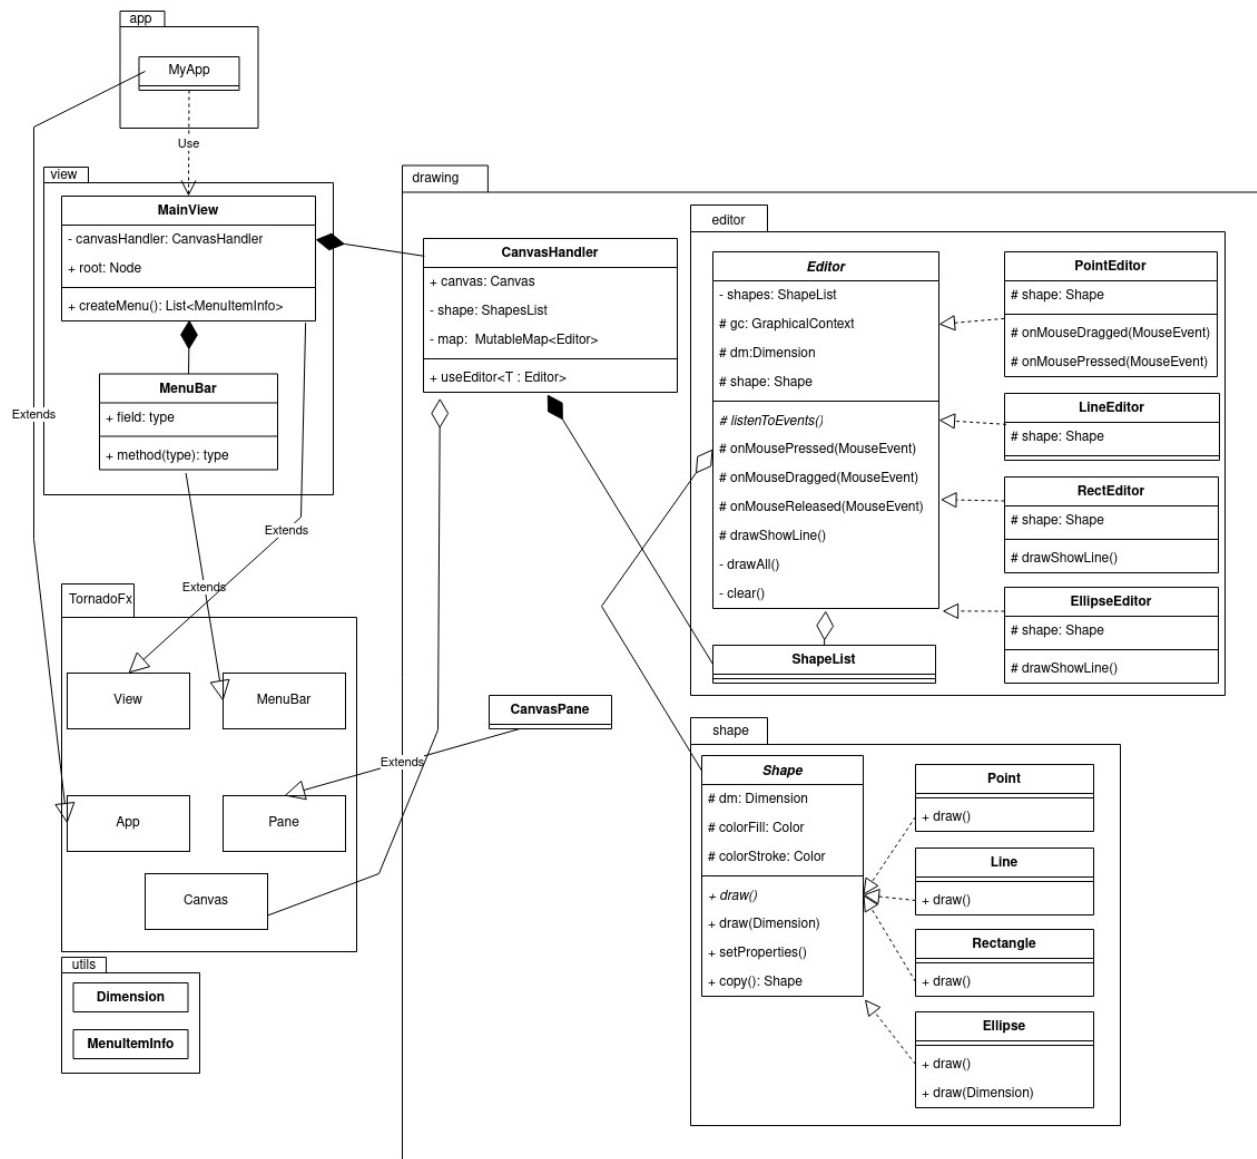 app
MyApp
Use
view
MainView
- canvasHandler: CanvasHandler
+ root: Node
+ createMenu(): List<MenuItemInfo>
MenuBar
+ field: type
+ method(type): type
Extends
Extends
Extends
TornadoFx
View
MenuBar
App
Pane
Canvas
utils
Dimension
MenuItemInfo
drawing
CanvasHandler
+ canvas: Canvas
- shape: ShapesList
- map:  MutableMap<Editor>
+ useEditor<T : Editor>
CanvasPane
Extends
editor
Editor
- shapes: ShapeList
# gc: GraphicalContext
# dm:Dimension
# shape: Shape
# listenToEvents()
# onMousePressed(MouseEvent)
# onMouseDragged(MouseEvent)
# onMouseReleased(MouseEvent)
# drawShowLine()
- drawAll()
- clear()
ShapeList
PointEditor
# shape: Shape
# onMouseDragged(MouseEvent)
# onMousePressed(MouseEvent)
LineEditor
# shape: Shape
RectEditor
# shape: Shape
# drawShowLine()
EllipseEditor
# shape: Shape
# drawShowLine()
shape
Shape
# dm: Dimension
# colorFill: Color
# colorStroke: Color
+ draw()
+ draw(Dimension)
+ setProperties()
+ copy(): Shape
Point
+ draw()
Line
+ draw()
Rectangle
+ draw()
Ellipse
+ draw()
+ draw(Dimension)